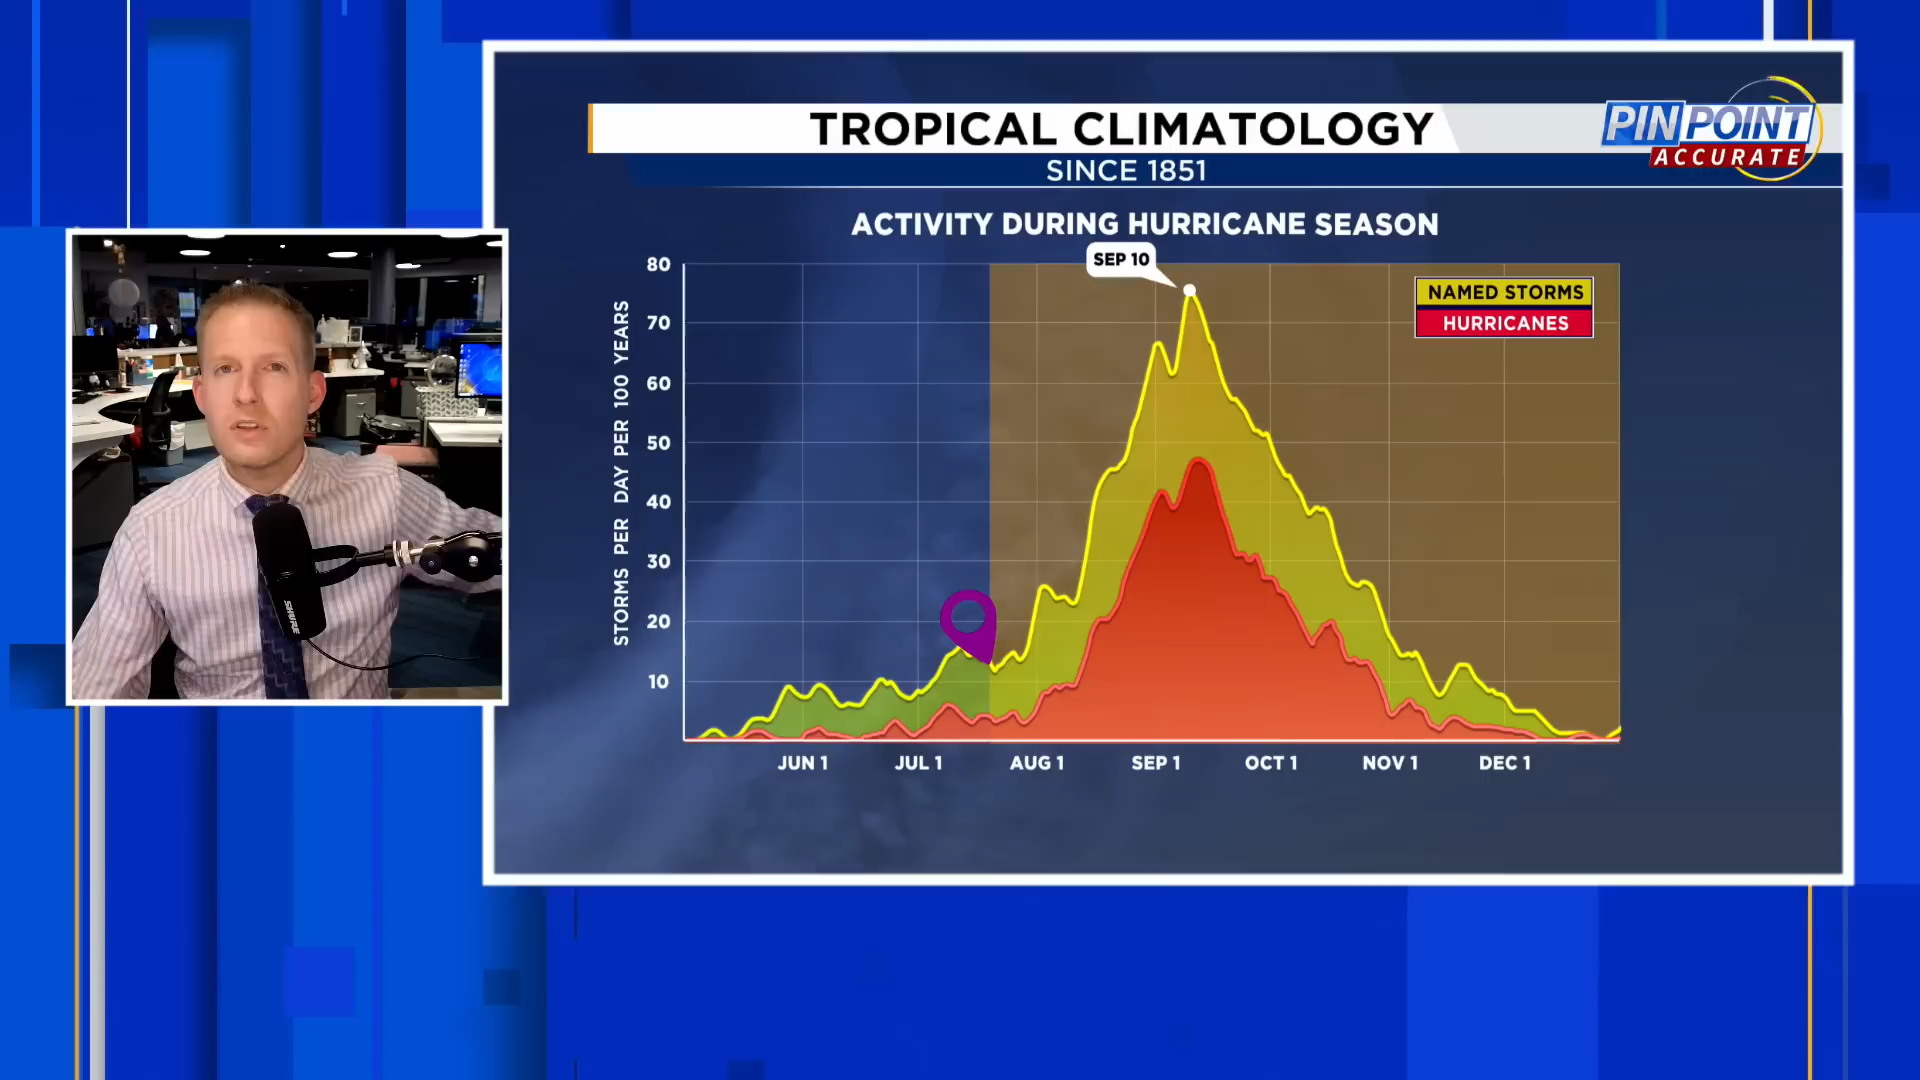 TROPICAL CLIMATOLOGY
SINCE 1851
PINPOINT
ACCURATE
ACTIVITY DURING HURRICANE SEASON
SEP 10
NAMED STORMS
HURRICANES
STORMS PER DAY PER 100 YEARS
80
70
60
50
40
30
20
10
JUN 1
JUL 1
AUG 1
SEP 1
OCT 1
NOV 1
DEC 1
SHURE